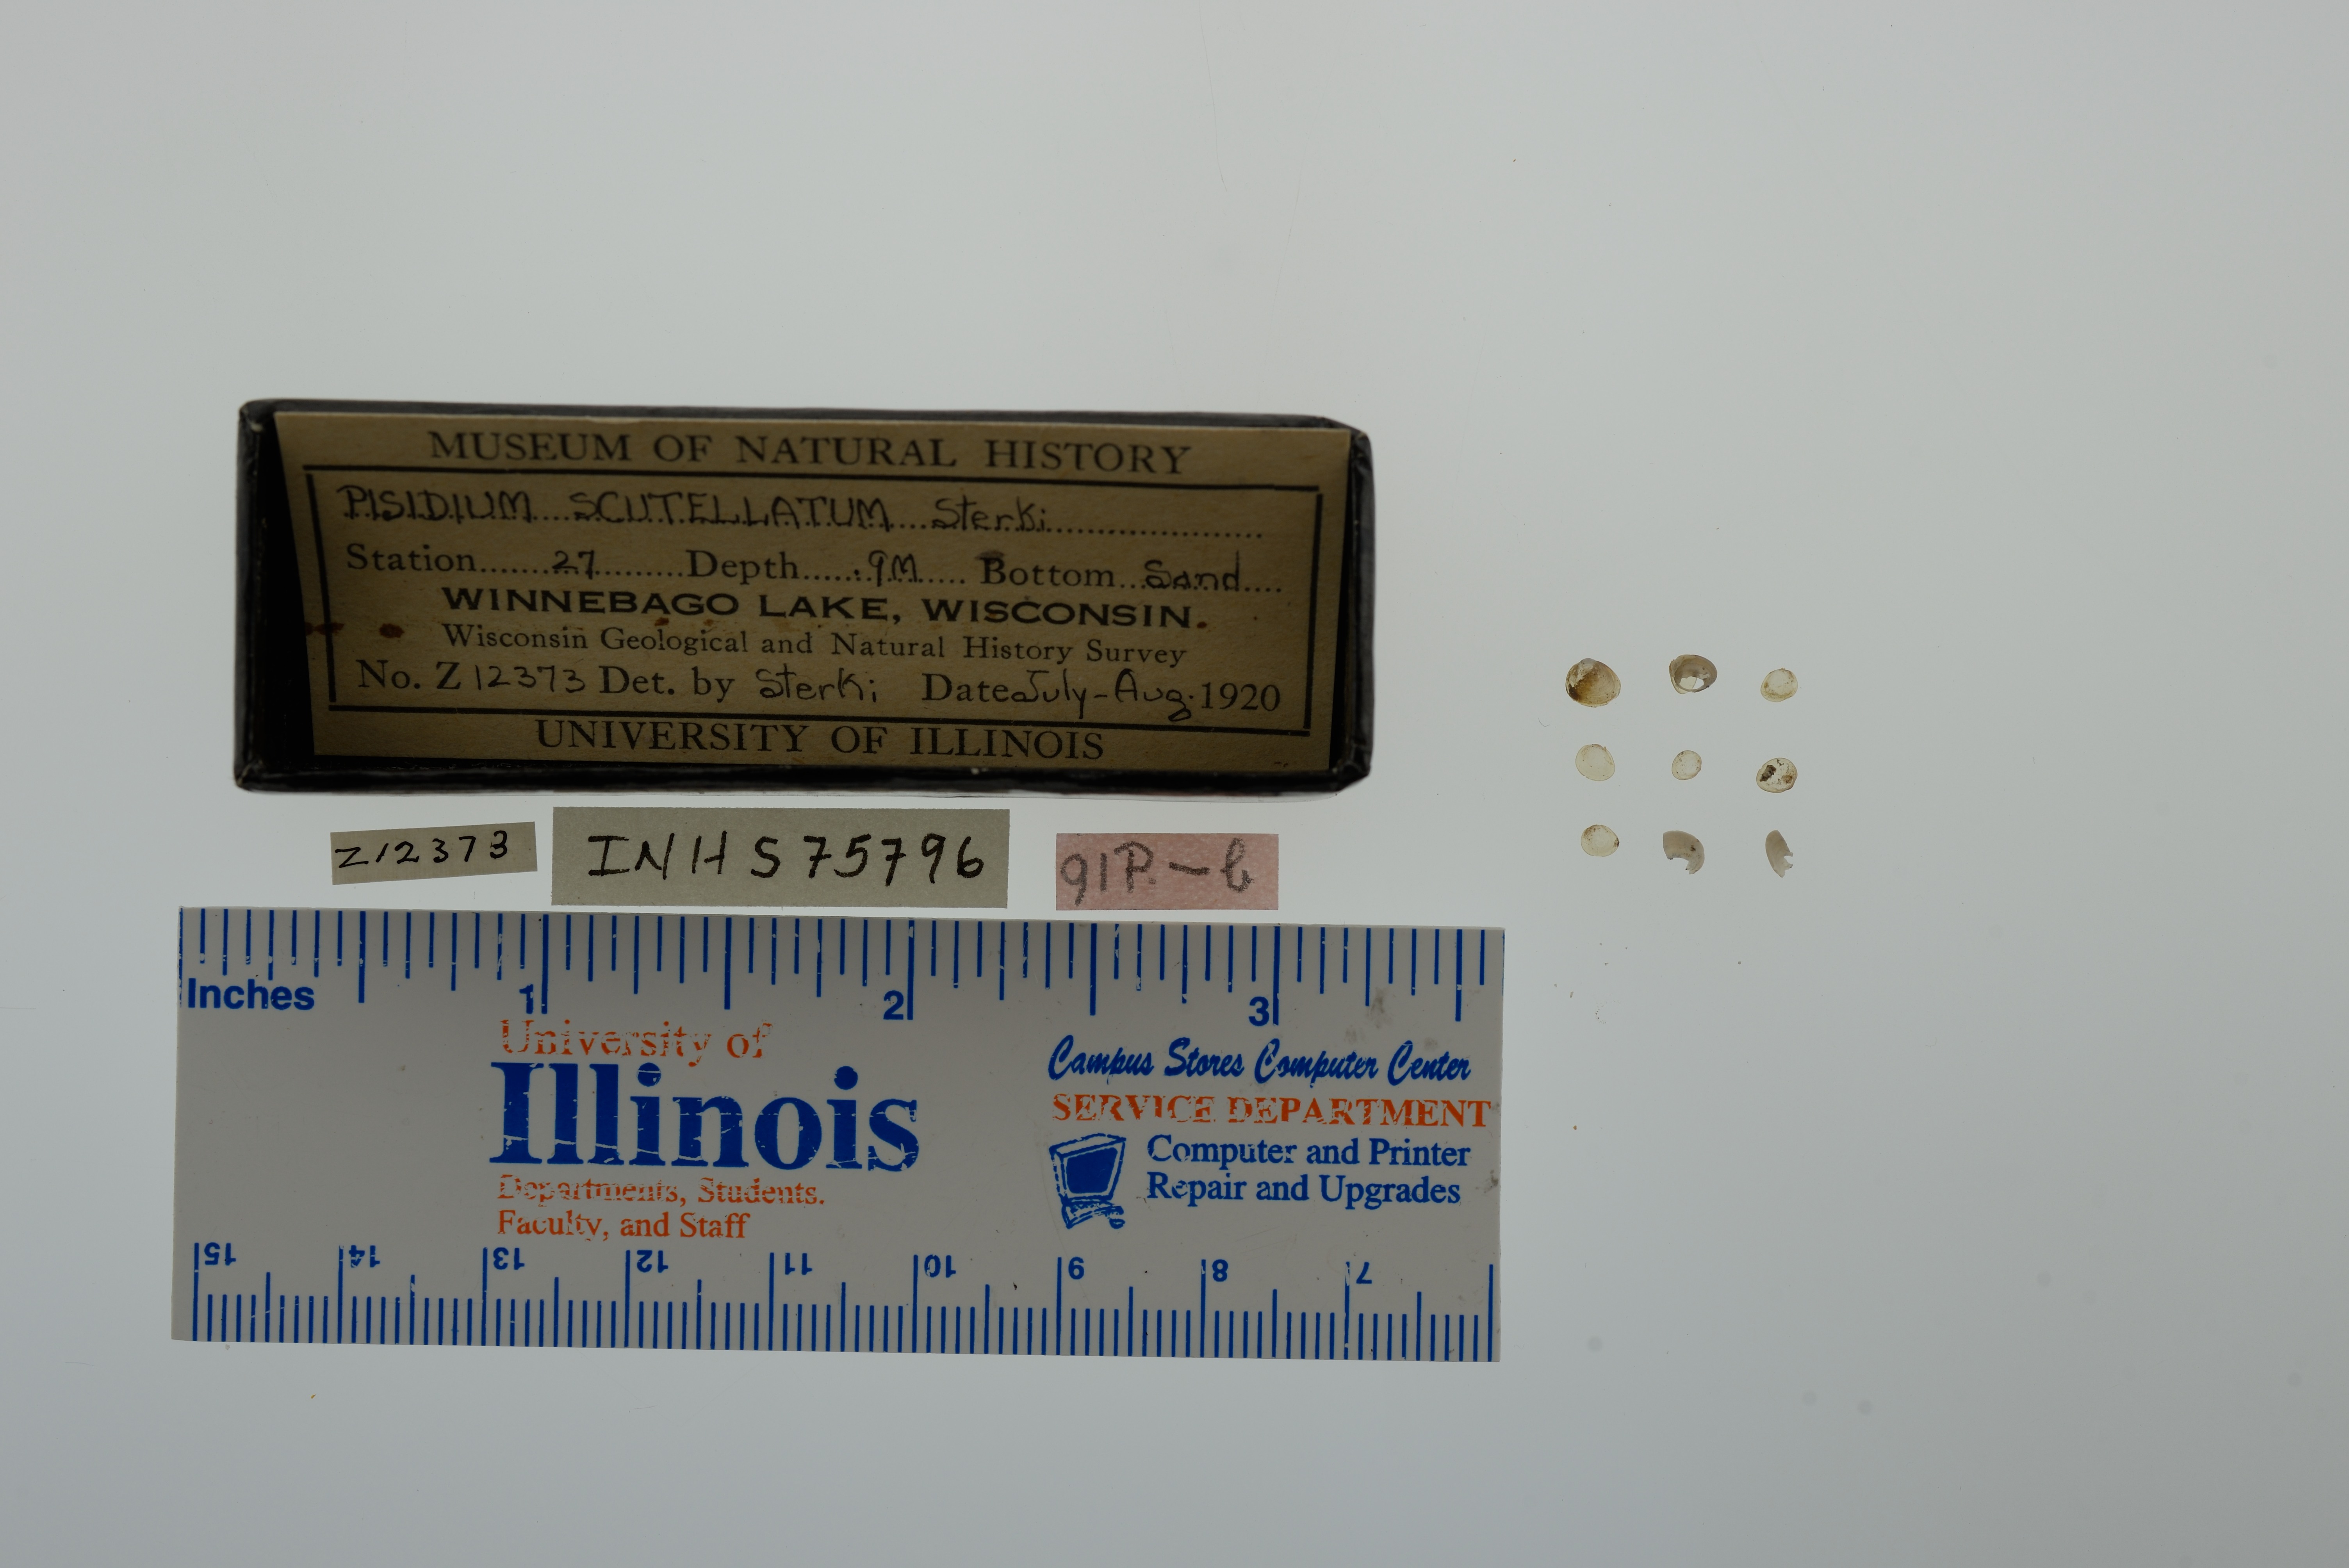 MUSEUM OF NATURAL HISTORY
PISIDIUM SCUTELLATUM Sterki
Station 27 Depth .9M Bottom Sand
WINNEBAGO LAKE, WISCONSIN.
Wisconsin Geological and Natural History Survey
No. Z 12373 Det. by Sterki Date July-Aug. 1920
UNIVERSITY OF ILLINOIS
Z12373
INHS 75796
91P.-b
1 2 3
Inches
University of
Illinois
Departments, Students.
Faculty, and Staff
Campus Stores Computer Center
SERVICE DEPARTMENT
Computer and Printer
Repair and Upgrades
15 14 13 12 11 10 9 8 7